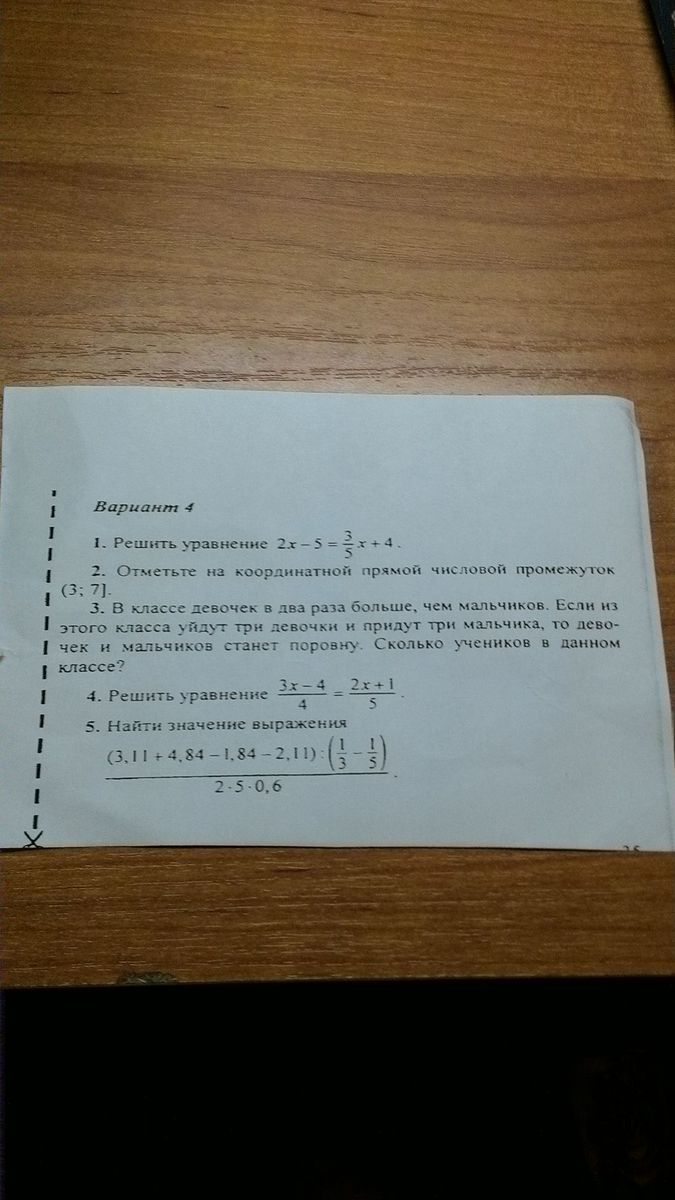 Вариант 4
1. Решить уравнение 2x – 5 = 3/5 x + 4.
2. Отметьте на координатной прямой числовой промежуток
(3; 7].
3. В классе девочек в два раза больше, чем мальчиков. Если из
этого класса уйдут три девочки и придут три мальчика, то дево-
чек и мальчиков станет поровну. Сколько учеников в данном
классе?
4. Решить уравнение (3x – 4)/4 = (2x + 1)/5.
5. Найти значение выражения
(3,11 + 4,84 – 1,84 – 2,11) : (1/3 – 1/5)
2 · 5 · 0,6